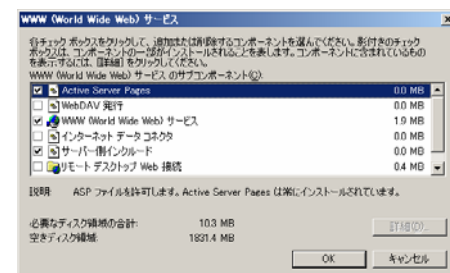 WWW (World Wide Web) サービス
各チェック ボックスをクリックして、追加または削除するコンポーネントを選んでください。影付きのチェック
ボックスは、コンポーネントの一部がインストールされることを表します。コンポーネントに含まれているもの
を表示するには、[詳細] をクリックしてください。
WWW (World Wide Web) サービス のサブコンポーネント(C):
Active Server Pages 0.0 MB
WebDAV 発行 0.0 MB
WWW (World Wide Web) サービス 1.9 MB
インターネット データ コネクタ 0.0 MB
サーバー側インクルード 0.0 MB
リモート デスクトップ Web 接続 0.4 MB
説明: ASP ファイルを許可します。Active Server Pages は常にインストールされています。
必要なディスク領域の合計: 10.3 MB
空きディスク領域: 1831.4 MB
詳細(D)...
OK キャンセル